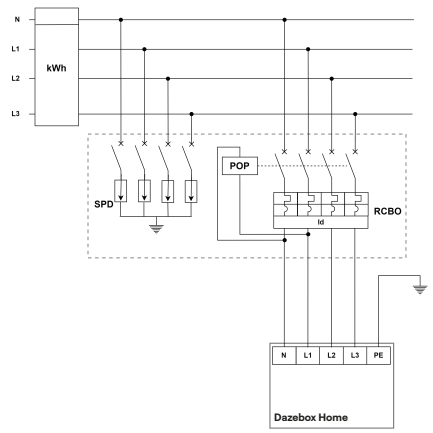 N
L1
kWh
L2
L3
POP
SPD
RCBO
Id
N L1 L2 L3 PE
Dazebox Home